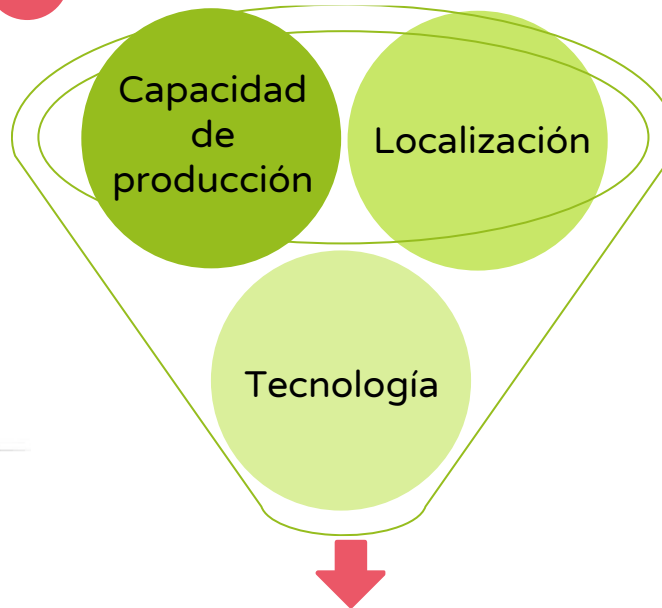 Capacidad
de
producción
Localización
Tecnología